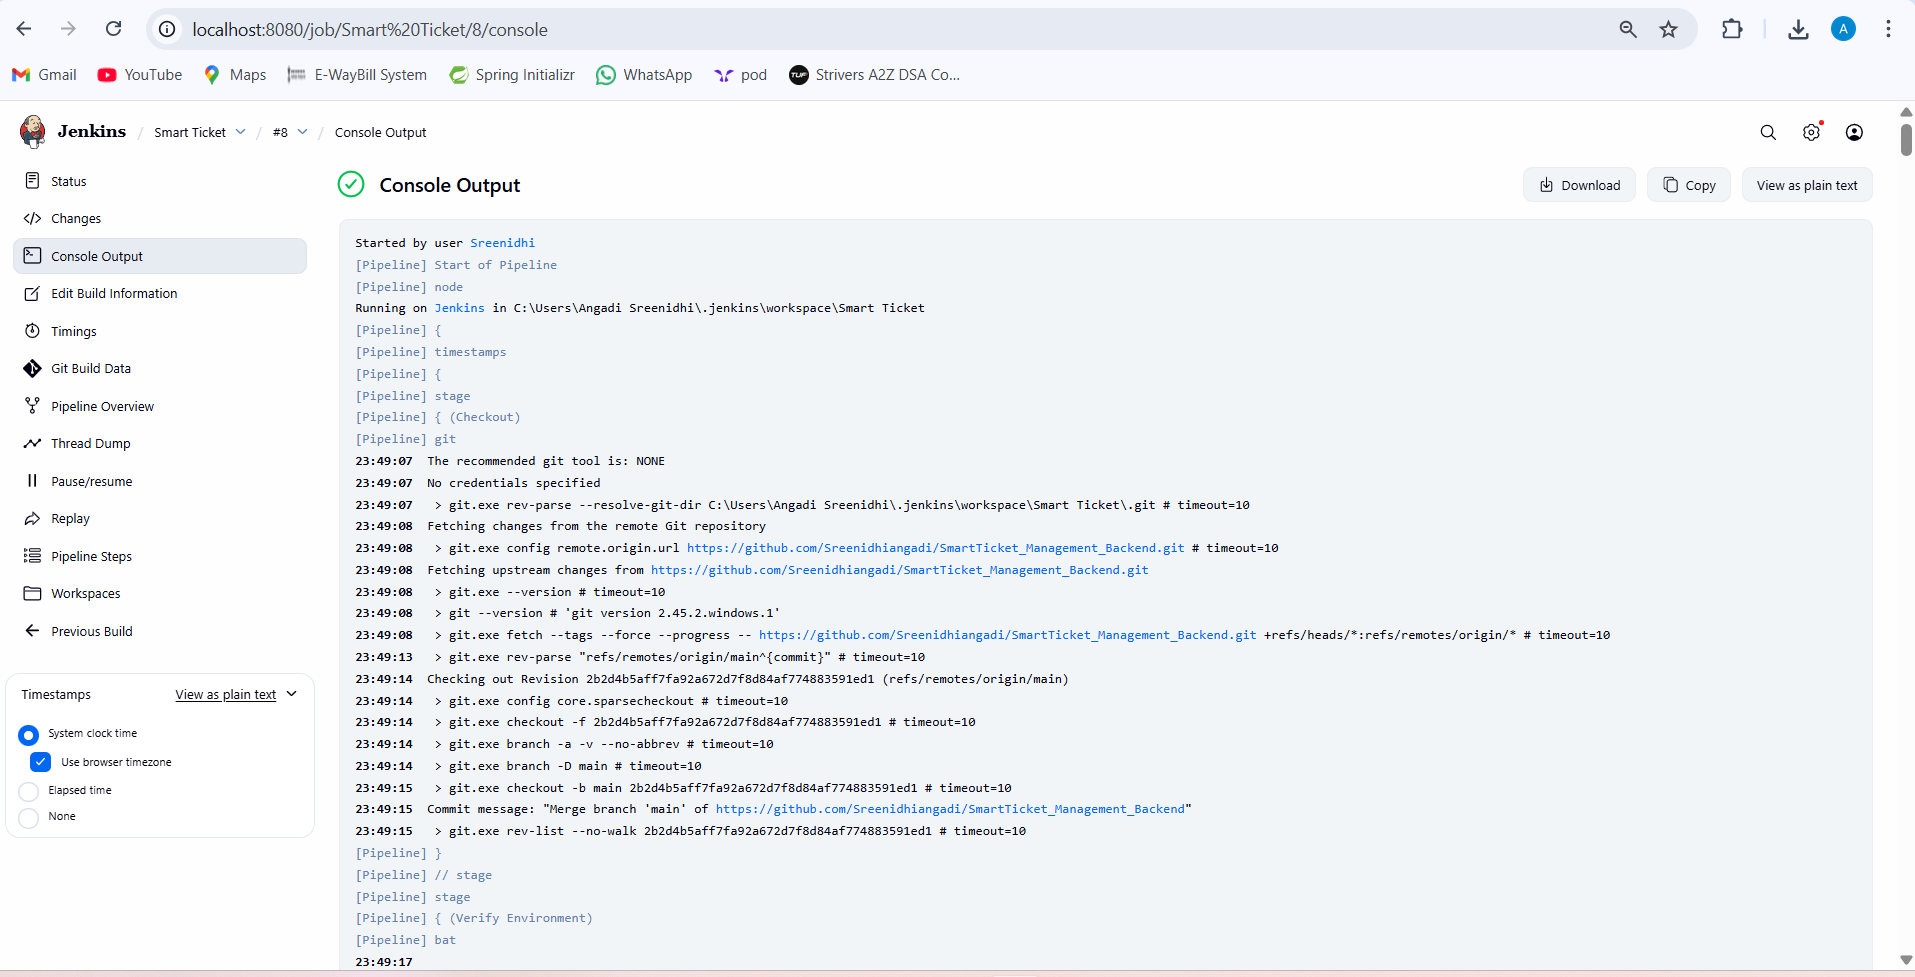 localhost:8080/job/Smart%20Ticket/8/console
A
Gmail YouTube Maps E-WayBill System Spring Initializr WhatsApp pod TUF Strivers A2Z DSA Co...
Jenkins / Smart Ticket / #8 / Console Output
Status
Changes
Console Output
Edit Build Information
Timings
Git Build Data
Pipeline Overview
Thread Dump
Pause/resume
Replay
Pipeline Steps
Workspaces
Previous Build
Timestamps View as plain text
System clock time
Use browser timezone
Elapsed time
None
Console Output
Download Copy View as plain text
Started by user Sreenidhi
[Pipeline] Start of Pipeline
[Pipeline] node
Running on Jenkins in C:\Users\Angadi Sreenidhi\.jenkins\workspace\Smart Ticket
[Pipeline] {
[Pipeline] timestamps
[Pipeline] {
[Pipeline] stage
[Pipeline] { (Checkout)
[Pipeline] git
23:49:07 The recommended git tool is: NONE
23:49:07 No credentials specified
23:49:07 > git.exe rev-parse --resolve-git-dir C:\Users\Angadi Sreenidhi\.jenkins\workspace\Smart Ticket\.git # timeout=10
23:49:08 Fetching changes from the remote Git repository
23:49:08 > git.exe config remote.origin.url https://github.com/Sreenidhiangadi/SmartTicket_Management_Backend.git # timeout=10
23:49:08 Fetching upstream changes from https://github.com/Sreenidhiangadi/SmartTicket_Management_Backend.git
23:49:08 > git.exe --version # timeout=10
23:49:08 > git --version # 'git version 2.45.2.windows.1'
23:49:08 > git.exe fetch --tags --force --progress -- https://github.com/Sreenidhiangadi/SmartTicket_Management_Backend.git +refs/heads/*:refs/remotes/origin/* # timeout=10
23:49:13 > git.exe rev-parse "refs/remotes/origin/main^{commit}" # timeout=10
23:49:14 Checking out Revision 2b2d4b5aff7fa92a672d7f8d84af774883591ed1 (refs/remotes/origin/main)
23:49:14 > git.exe config core.sparsecheckout # timeout=10
23:49:14 > git.exe checkout -f 2b2d4b5aff7fa92a672d7f8d84af774883591ed1 # timeout=10
23:49:14 > git.exe branch -a -v --no-abbrev # timeout=10
23:49:14 > git.exe branch -D main # timeout=10
23:49:15 > git.exe checkout -b main 2b2d4b5aff7fa92a672d7f8d84af774883591ed1 # timeout=10
23:49:15 Commit message: "Merge branch 'main' of https://github.com/Sreenidhiangadi/SmartTicket_Management_Backend"
23:49:15 > git.exe rev-list --no-walk 2b2d4b5aff7fa92a672d7f8d84af774883591ed1 # timeout=10
[Pipeline] }
[Pipeline] // stage
[Pipeline] stage
[Pipeline] { (Verify Environment)
[Pipeline] bat
23:49:17